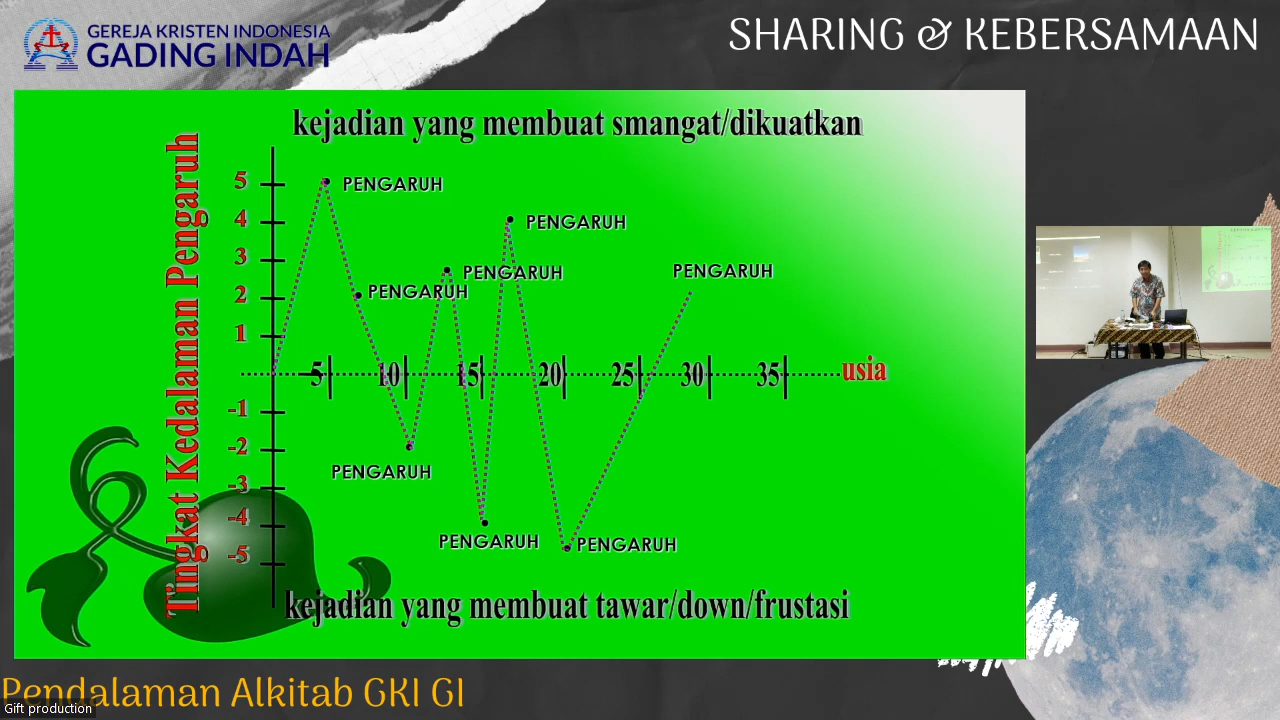 GEREJA KRISTEN INDONESIA
GADING INDAH
SHARING & KEBERSAMAAN
kejadian yang membuat smangat/dikuatkan
Tingkat Kedalaman Pengaruh
5
4
3
2
1
-1
-2
-3
-4
-5
PENGARUH
PENGARUH
PENGARUH
PENGARUH
PENGARUH
PENGARUH
5 10 15 20 25 30 35 usia
PENGARUH
PENGARUH
kejadian yang membuat tawar/down/frustasi
Pendalaman Alkitab GKI GI
Gift production